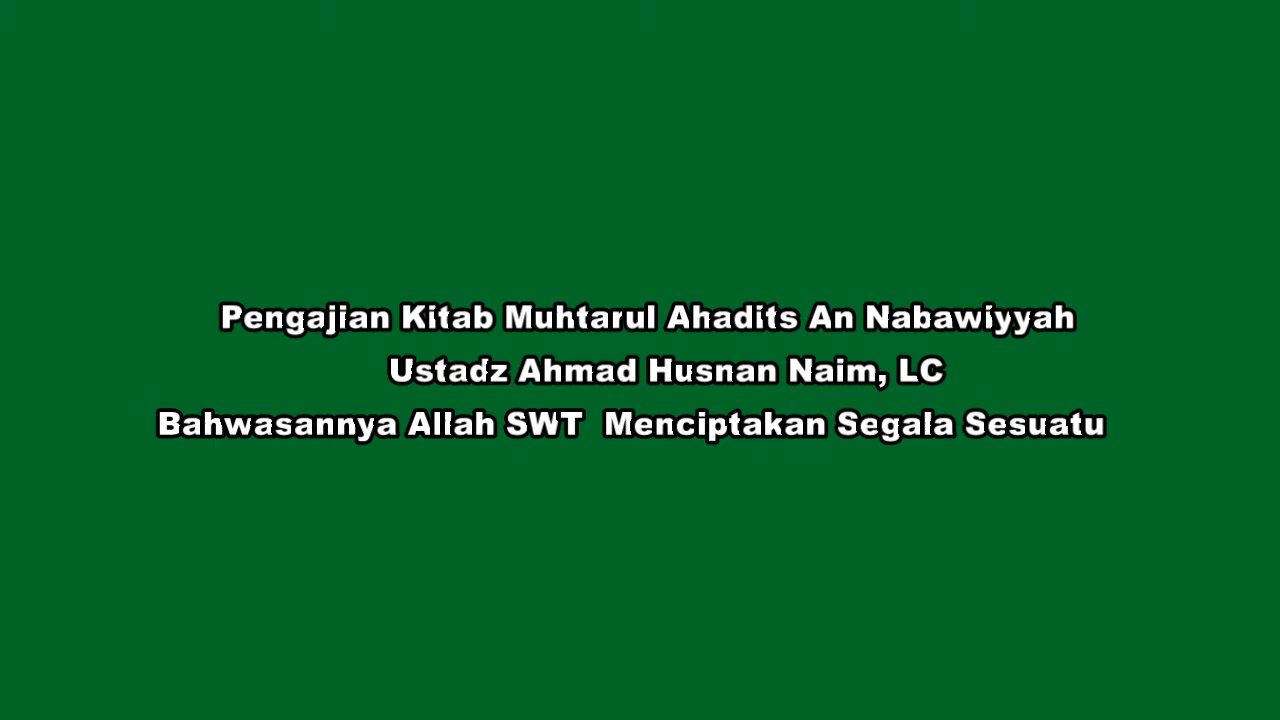 Pengajian Kitab Muhtarul Ahadits An Nabawiyyah
Ustadz Ahmad Husnan Naim, LC
Bahwasannya Allah SWT  Menciptakan Segala Sesuatu